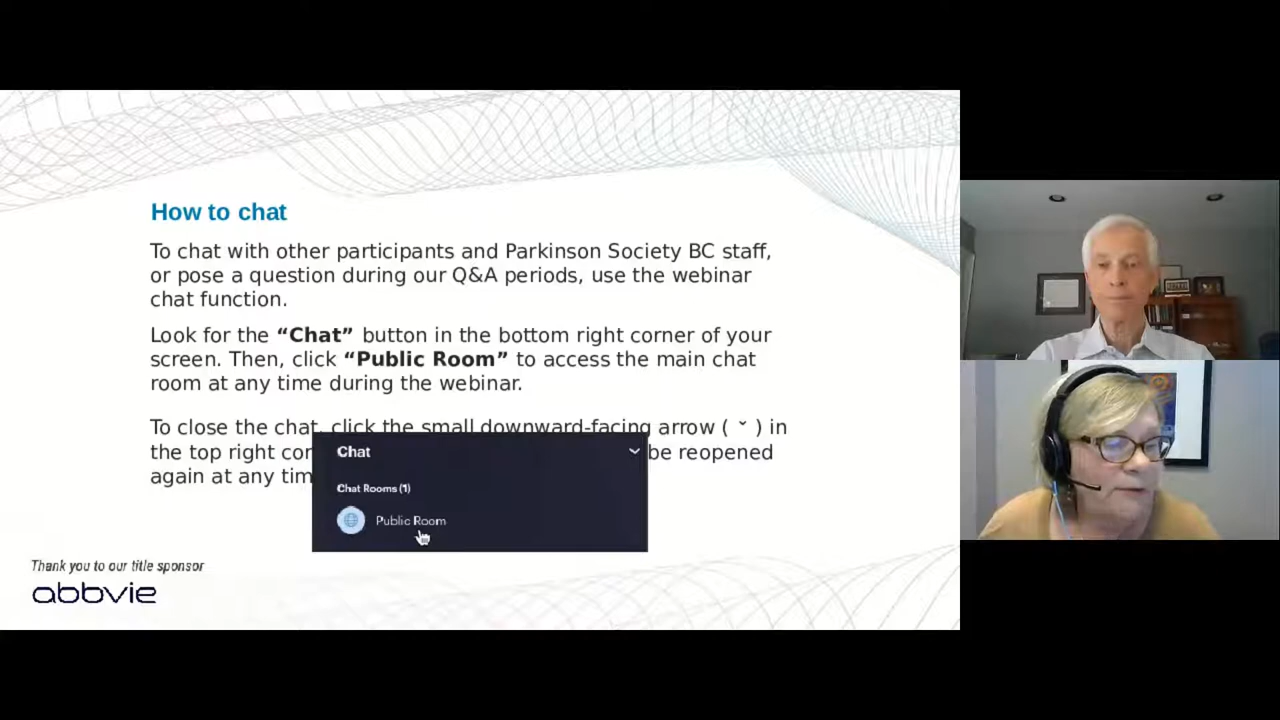 How to chat
To chat with other participants and Parkinson Society BC staff,
or pose a question during our Q&A periods, use the webinar
chat function.
Look for the “Chat” button in the bottom right corner of your
screen. Then, click “Public Room” to access the main chat
room at any time during the webinar.
To close the chat, click the small downward-facing arrow ( ˇ ) in
the top right be reopened
again at any
Chat
Chat Rooms (1)
Public Room
Thank you to our title sponsor
abbvie